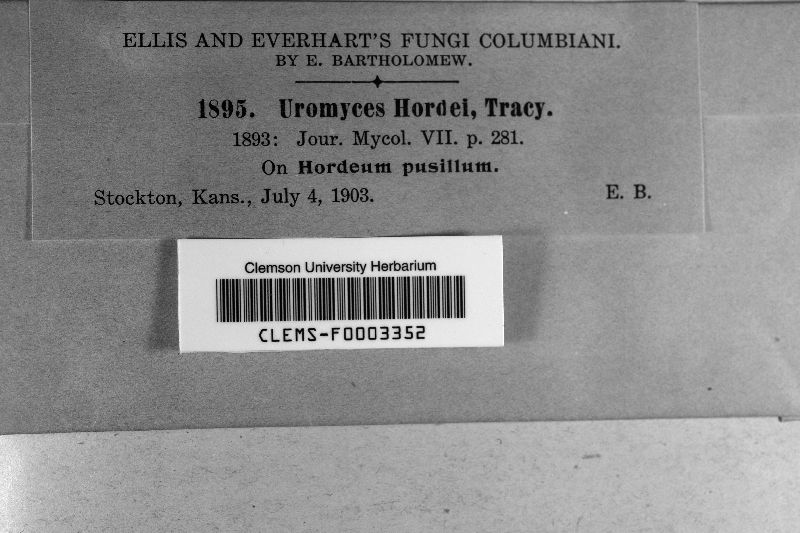 ELLIS AND EVERHART'S FUNGI COLUMBIANI.
BY E. BARTHOLOMEW.
1895. Uromyces Hordei, Tracy.
1893: Jour. Mycol. VII. p. 281.
On Hordeum pusillum.
Stockton, Kans., July 4, 1903. E. B.
Clemson University Herbarium
CLEMS-F0003352